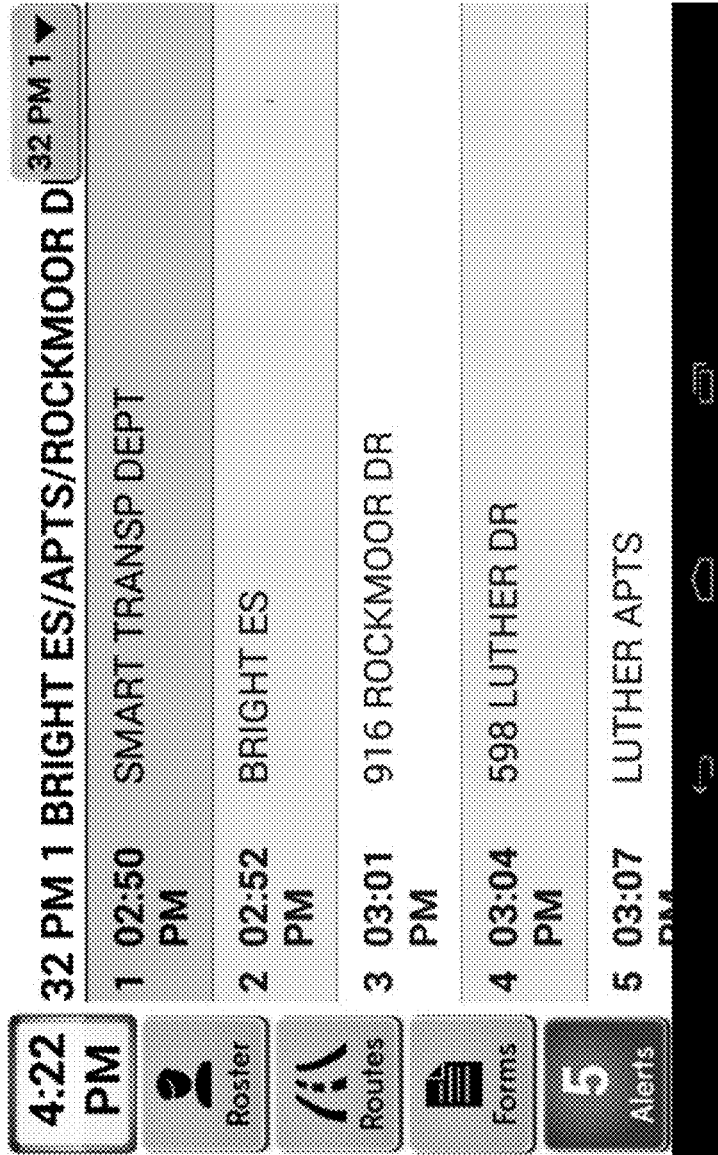 4:22
PM
Roster
Routes
Forms
5
Alerts
32 PM 1 BRIGHT ES/APTS/ROCKMOOR D
32 PM 1
1 02:50
PM
SMART TRANSP DEPT
2 02:52
PM
BRIGHT ES
3 03:01
PM
916 ROCKMOOR DR
4 03:04
PM
598 LUTHER DR
5 03:07
PM
LUTHER APTS